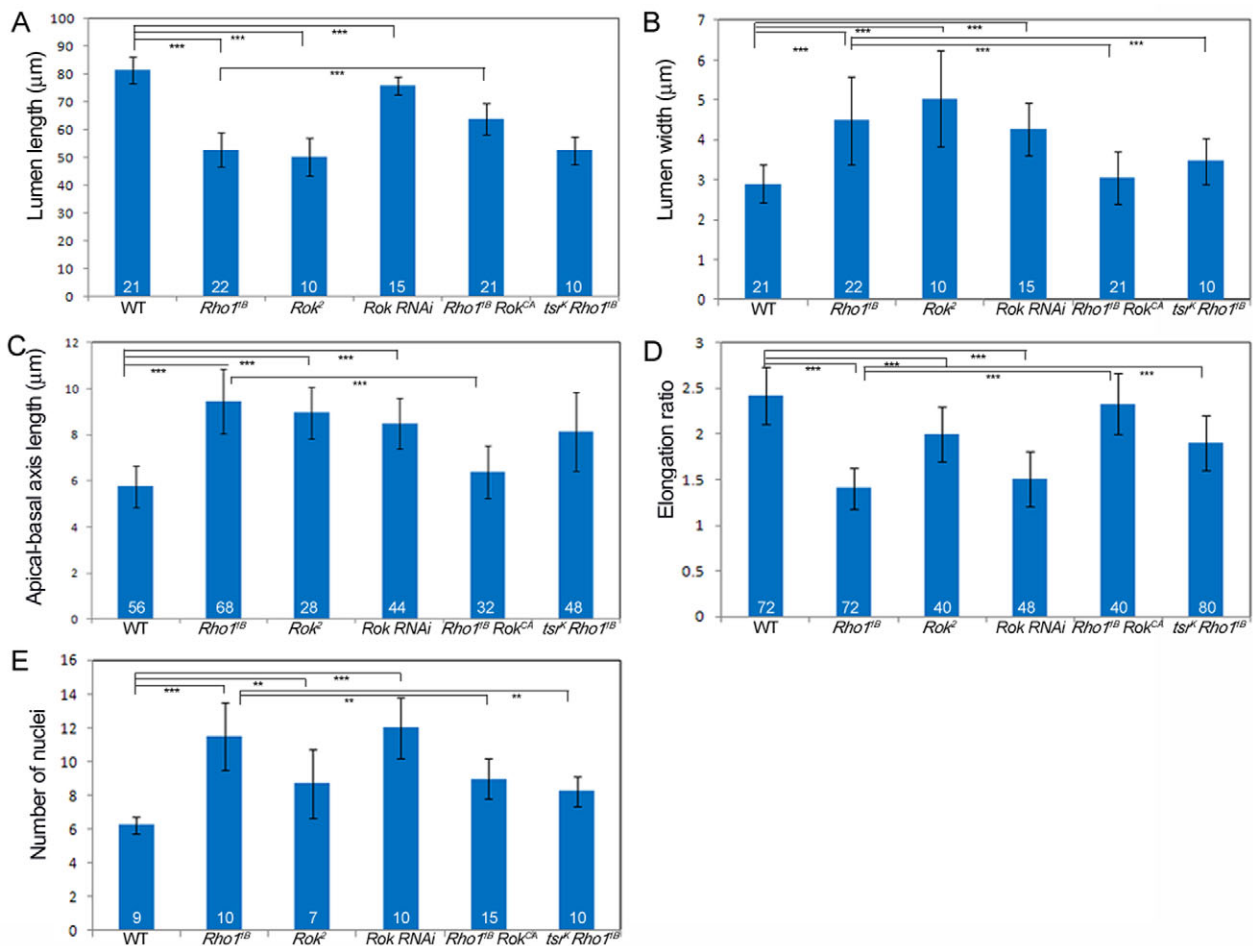 A
Lumen length (µm)
100
90
80
70
60
50
40
30
20
10
0
*** *** ***
***
21 22 10 15 21 10
WT Rho1^1B Rok^2 Rok RNAi Rho1^1B Rok^CA tsr^K Rho1^1B
B
Lumen width (µm)
7
6
5
4
3
2
1
0
*** *** ***
*** ***
21 22 10 15 21 10
WT Rho1^1B Rok^2 Rok RNAi Rho1^1B Rok^CA tsr^K Rho1^1B
C
Apical-basal axis length (µm)
12
10
8
6
4
2
0
*** *** ***
***
56 68 28 44 32 48
WT Rho1^1B Rok^2 Rok RNAi Rho1^1B Rok^CA tsr^K Rho1^1B
D
Elongation ratio
3
2.5
2
1.5
1
0.5
0
*** *** ***
*** ***
72 72 40 48 40 80
WT Rho1^1B Rok^2 Rok RNAi Rho1^1B Rok^CA tsr^K Rho1^1B
E
Number of nuclei
16
14
12
10
8
6
4
2
0
*** ** ***
** **
9 10 7 10 15 10
WT Rho1^1B Rok^2 Rok RNAi Rho1^1B Rok^CA tsr^K Rho1^1B